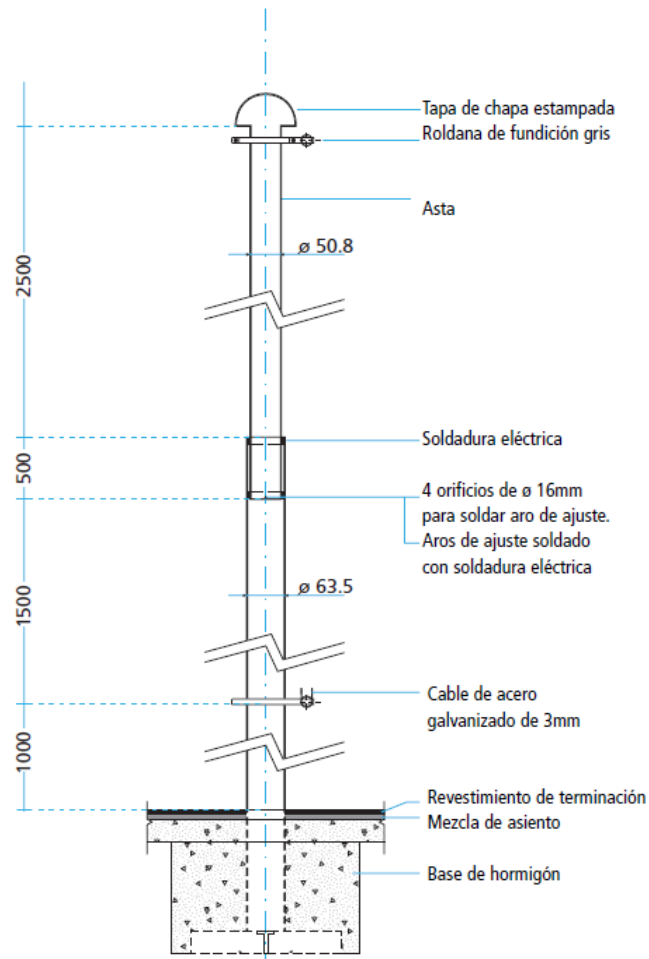 Tapa de chapa estampada
Roldana de fundición gris
Asta
ø 50.8
2500
Soldadura eléctrica
500
4 orificios de ø 16mm
para soldar aro de ajuste.
Aros de ajuste soldado
con soldadura eléctrica
ø 63.5
1500
Cable de acero
galvanizado de 3mm
1000
Revestimiento de terminación
Mezcla de asiento
Base de hormigón